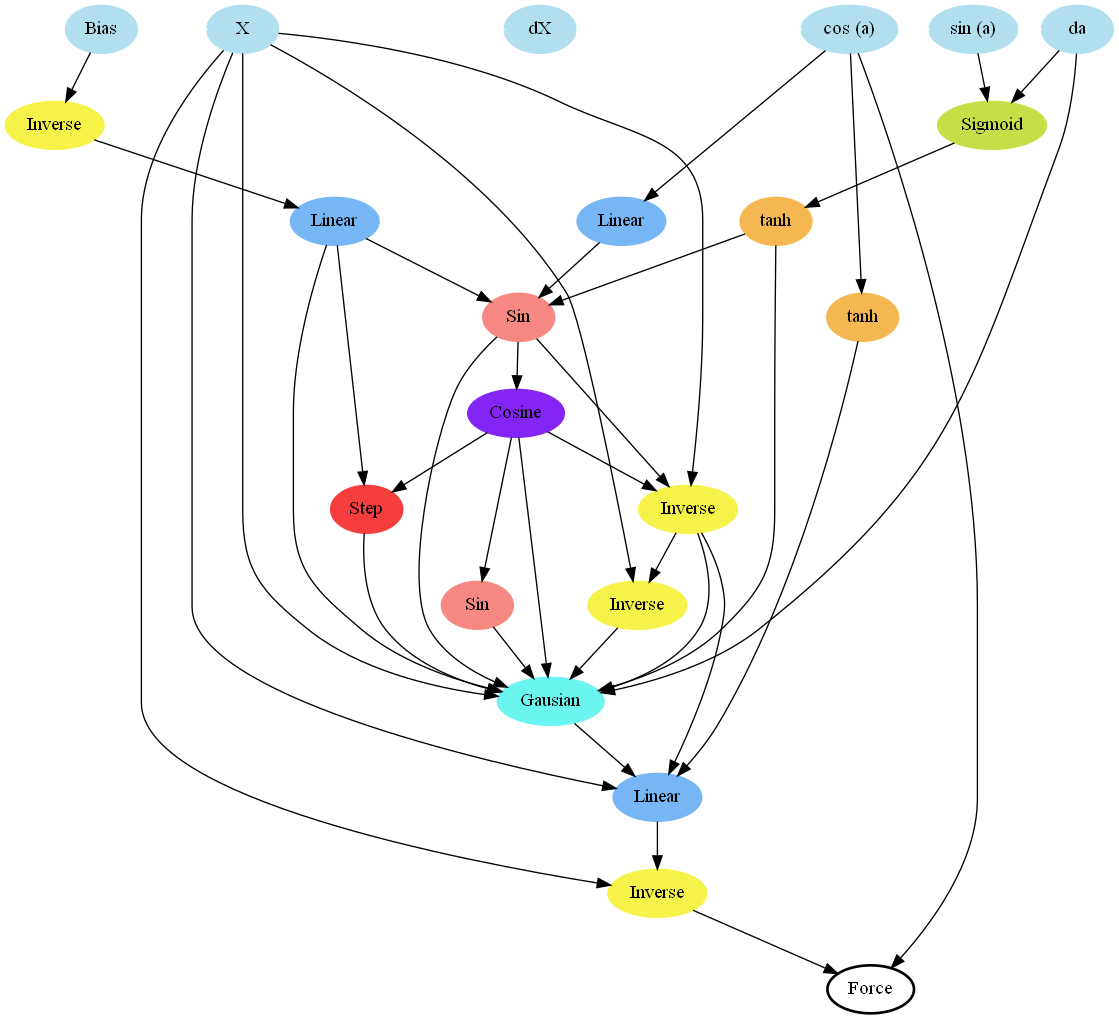 Bias
X
dX
cos (a)
sin (a)
da
Inverse
Sigmoid
Linear
Linear
tanh
Sin
tanh
Cosine
Step
Inverse
Sin
Inverse
Gausian
Linear
Inverse
Force